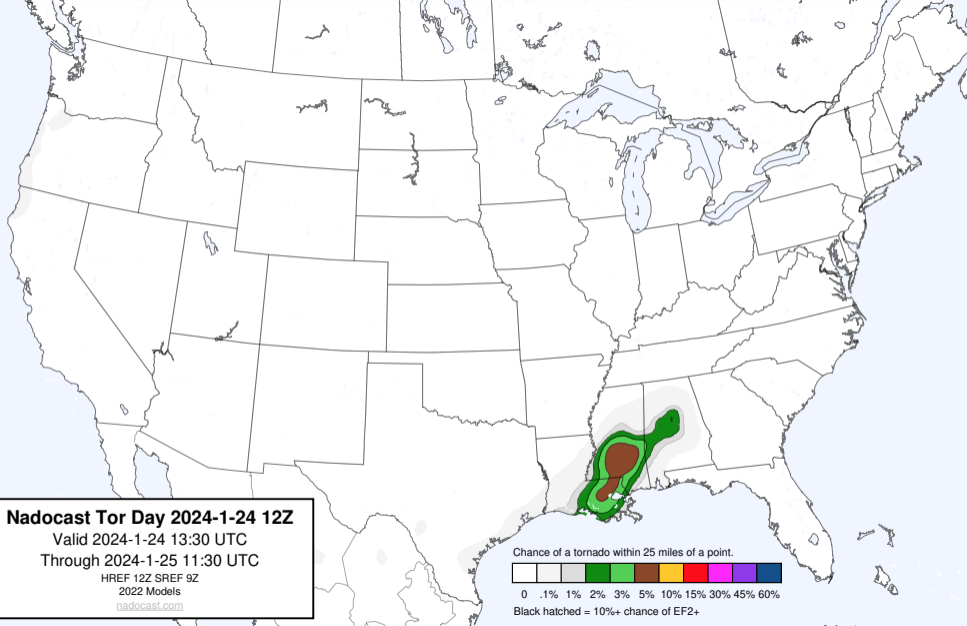 Nadocast Tor Day 2024-1-24 12Z
Valid 2024-1-24 13:30 UTC
Through 2024-1-25 11:30 UTC
HREF 12Z SREF 9Z
2022 Models
nadocast.com
Chance of a tornado within 25 miles of a point.
0 .1% 1% 2% 3% 5% 10% 15% 30% 45% 60%
Black hatched = 10%+ chance of EF2+